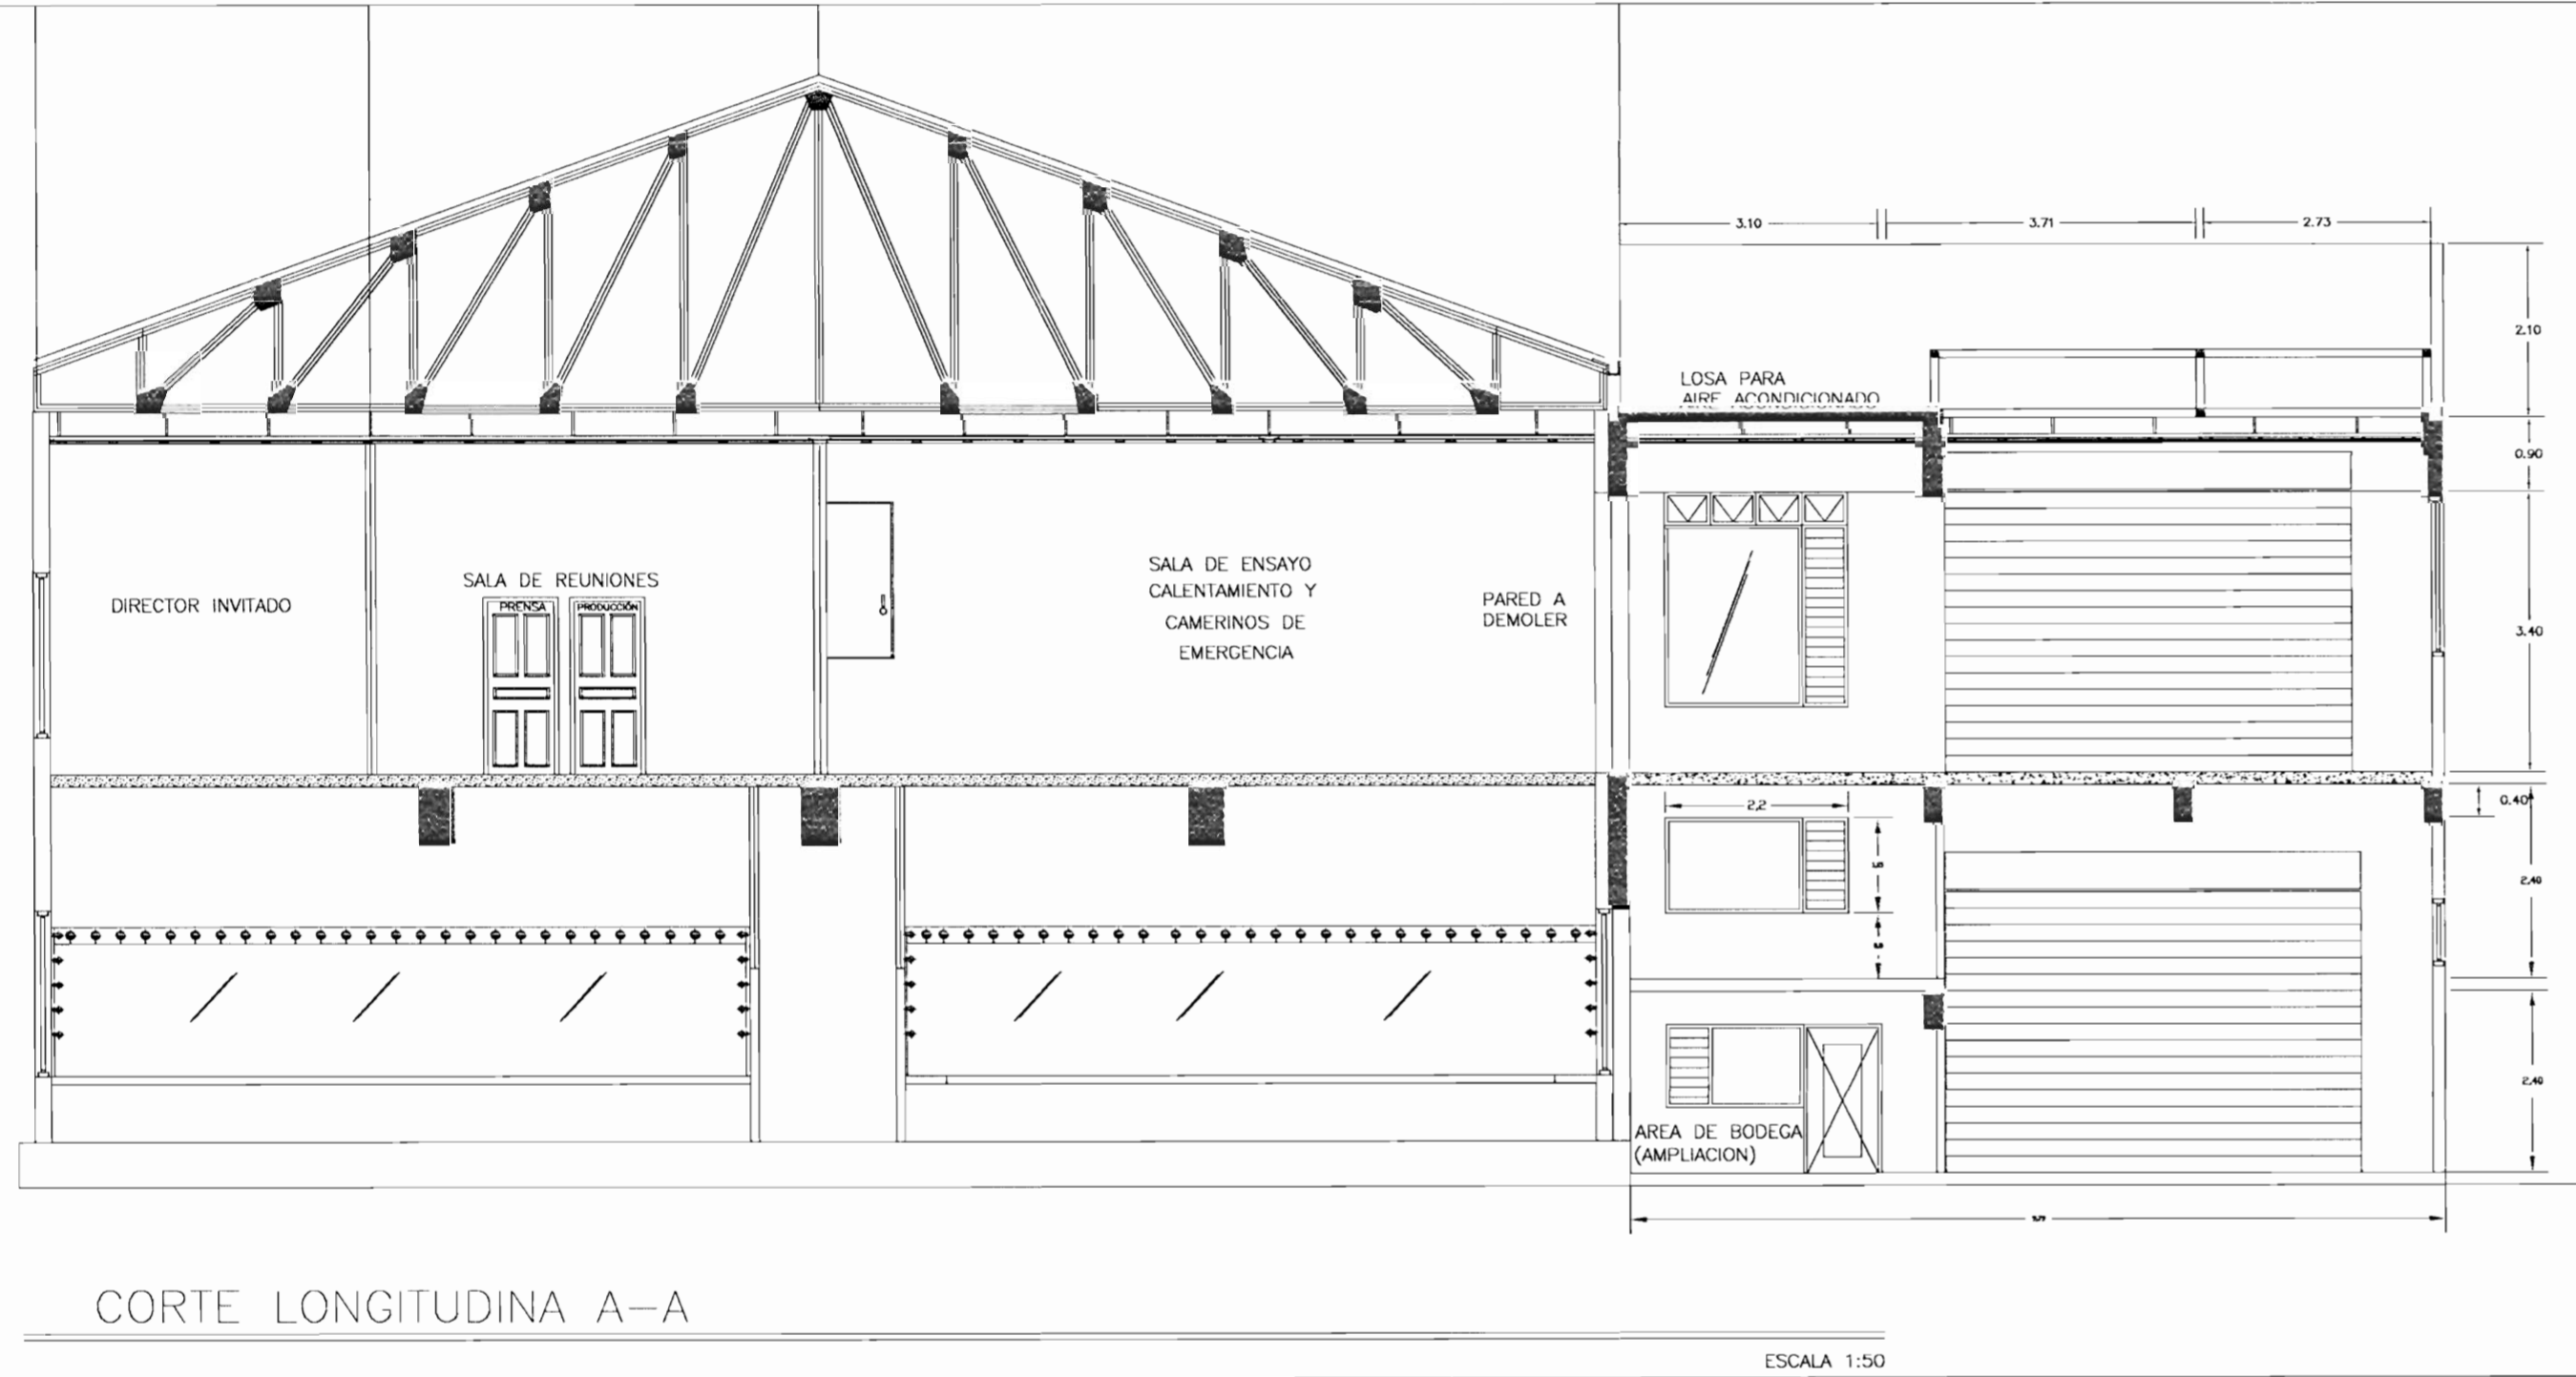 3.10
3.71
2.73
2.10
LOSA PARA
AIRE ACONDICIONADO
0.90
SALA DE ENSAYO
CALENTAMIENTO Y
CAMERINOS DE
EMERGENCIA
SALA DE REUNIONES
PRENSA
PRODUCCIÓN
DIRECTOR INVITADO
PARED A
DEMOLER
3.40
2,2
0.40
2.40
2.40
AREA DE BODEGA
(AMPLIACION)
CORTE LONGITUDINA A-A
ESCALA 1:50